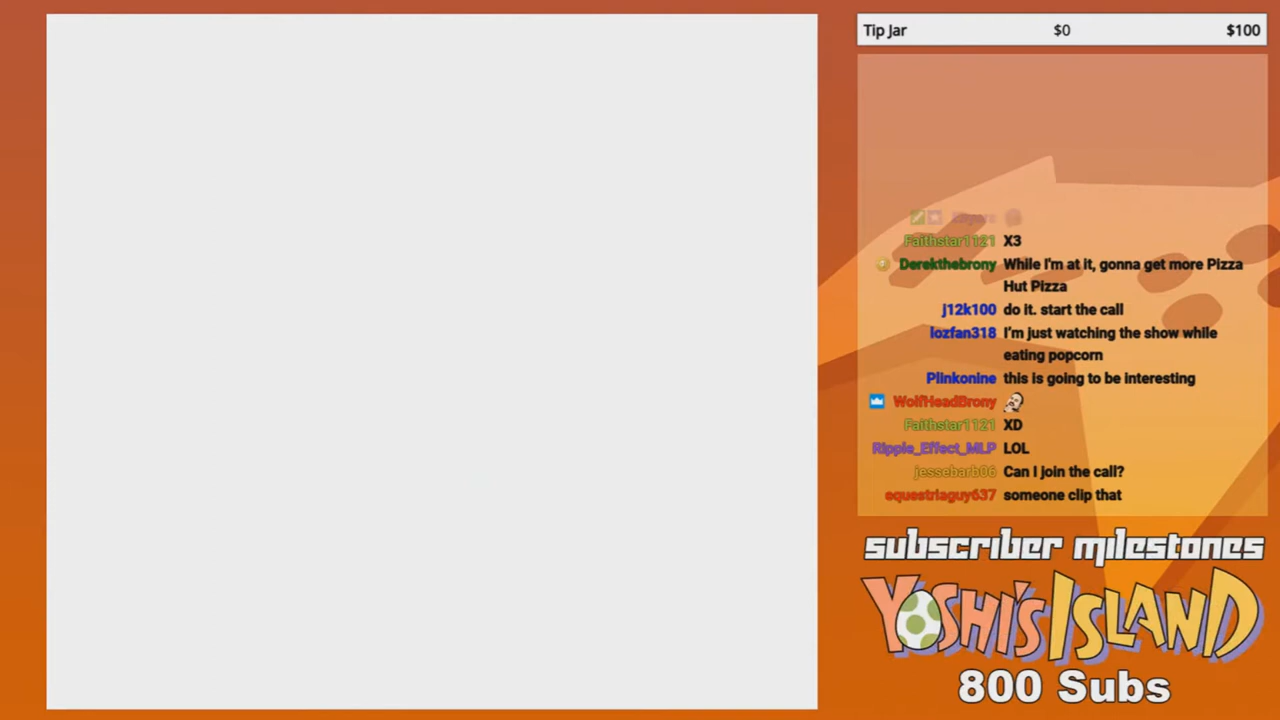 Tip Jar $0 $100
Faithstar1121 X3
Derekthebrony While I'm at it, gonna get more Pizza
Hut Pizza
j12k100 do it. start the call
lozfan318 I'm just watching the show while
eating popcorn
Plinkonine this is going to be interesting
WolfHeadBrony
Faithstar1121 XD
Ripple_Effect_MLP LOL
jessebarb06 Can I join the call?
equestriaguy637 someone clip that
subscriber milestones
YOSHI'S ISLAND
800 Subs